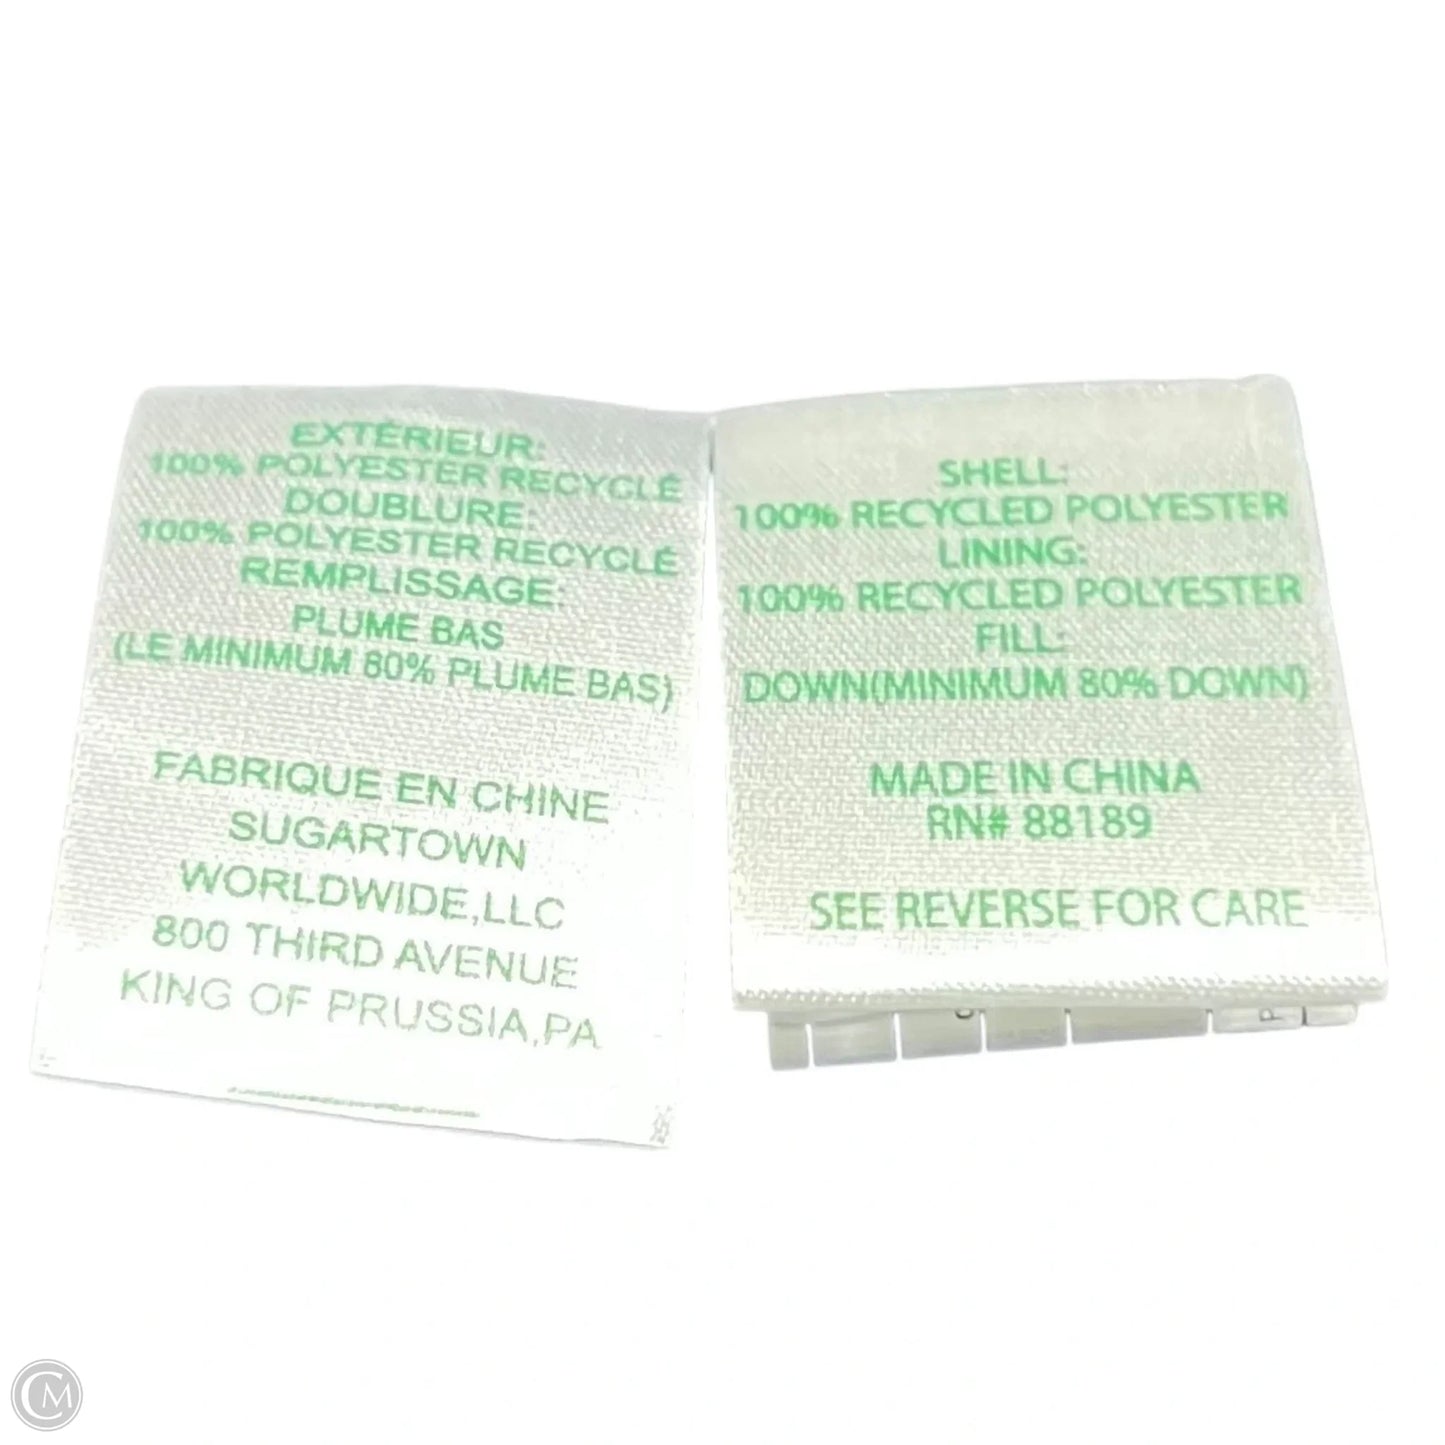 EXTÉRIEUR:
100% POLYESTER RECYCLÉ
DOUBLURE:
100% POLYESTER RECYCLÉ
REMPLISSAGE:
PLUME BAS
(LE MINIMUM 80% PLUME BAS)
FABRIQUE EN CHINE
SUGARTOWN
WORLDWIDE,LLC
800 THIRD AVENUE
KING OF PRUSSIA,PA
SHELL:
100% RECYCLED POLYESTER
LINING:
100% RECYCLED POLYESTER
FILL:
DOWN(MINIMUM 80% DOWN)
MADE IN CHINA
RN# 88189
SEE REVERSE FOR CARE
P
CM